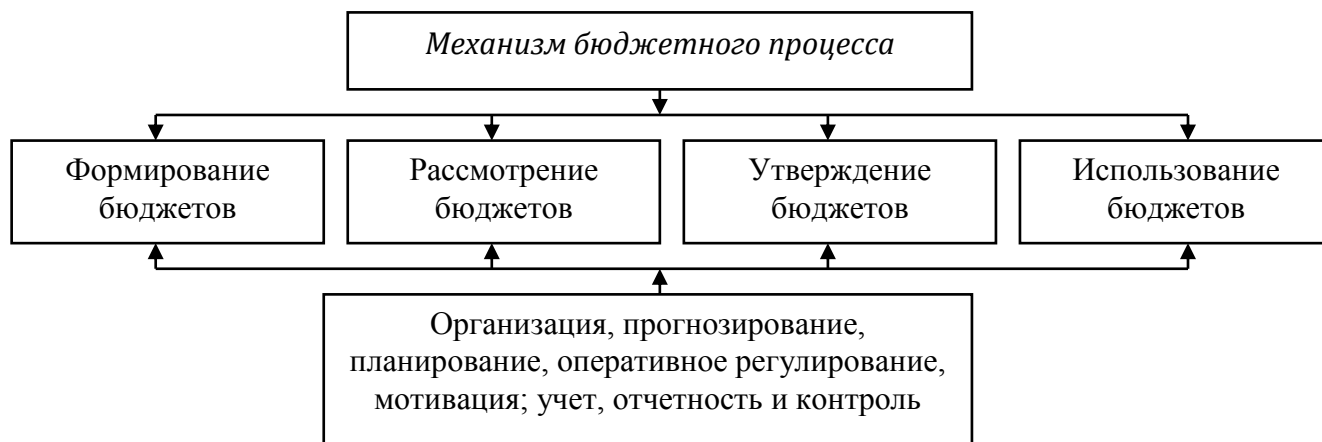 Механизм бюджетного процесса
Формирование
бюджетов
Рассмотрение
бюджетов
Утверждение
бюджетов
Использование
бюджетов
Организация, прогнозирование,
планирование, оперативное регулирование,
мотивация; учет, отчетность и контроль